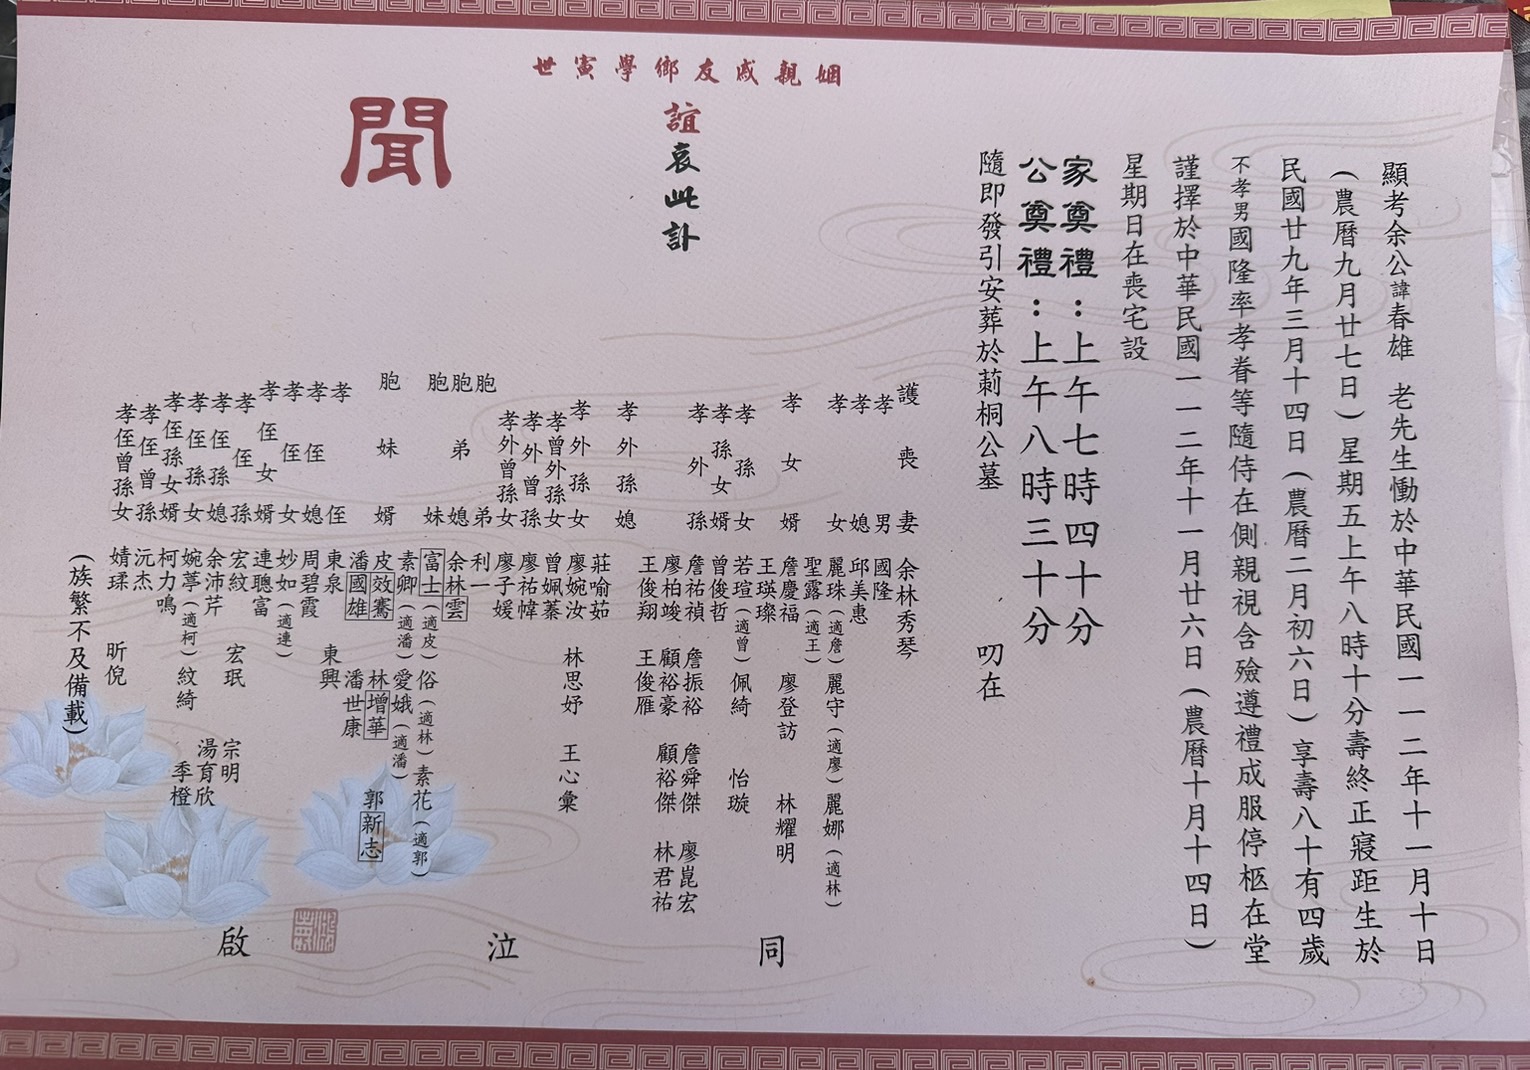 顯考余公諱春雄 老先生慟於中華民國一一二年十一月十日
(農曆九月廿七日)星期五上午八時十分壽終正寢距生於
民國廿九年三月十四日(農曆二月初六日)享壽八十有四歲
不孝男國隆率孝眷等隨侍在側親視含殮遵禮成服停柩在堂
謹擇於中華民國一一二年十一月廿六日(農曆十月十四日)
星期日在喪宅設
家奠禮：上午七時四十分
公奠禮：上午八時三十分
隨即發引安葬於莿桐公墓 叨在
姻親戚友鄉學寅世
誼哀此訃
聞
護喪妻 余林秀琴
孝男 國隆
孝媳 邱美惠
孝女 麗珠(適詹) 麗守(適廖) 麗娜(適林)
聖露(適王)
孝女婿 詹慶福 廖登訪 林耀明
王瑛璨
孝孫女 若瑄(適曾) 佩綺 怡璇
孝孫女婿 曾俊哲
孝外孫 詹祐禎 詹振裕 詹舜傑 廖崑宏
廖柏竣 顧裕豪 顧裕傑 林君祐
王俊翔 王俊雁
孝外孫媳 莊喻茹
孝外孫女 廖婉汝 林思妤 王心彙
孝曾外孫女 曾姵蓁
孝外曾孫 廖祐幃
孝外曾孫女 廖子媛
胞弟 利一
胞弟媳 余林雲
胞妹 富士(適皮) 俗(適林) 素花(適郭)
素卿(適潘) 愛娥(適潘)
胞妹婿 皮效騫 林增華 郭新志
潘國雄 潘世康
孝侄 東泉 東興
孝侄媳 周碧霞
孝侄女 妙如(適連)
孝侄女婿 連聰富
孝侄孫 宏紋 宏珉 宗明
孝侄孫媳 余沛芹 湯育欣
孝侄孫女 婉萼(適柯) 紋綺 季橙
孝侄孫女婿 柯力鳴
孝侄曾孫 沅杰
孝侄曾孫女 婧瑈 昕倪
(族繁不及備載)
同泣啟